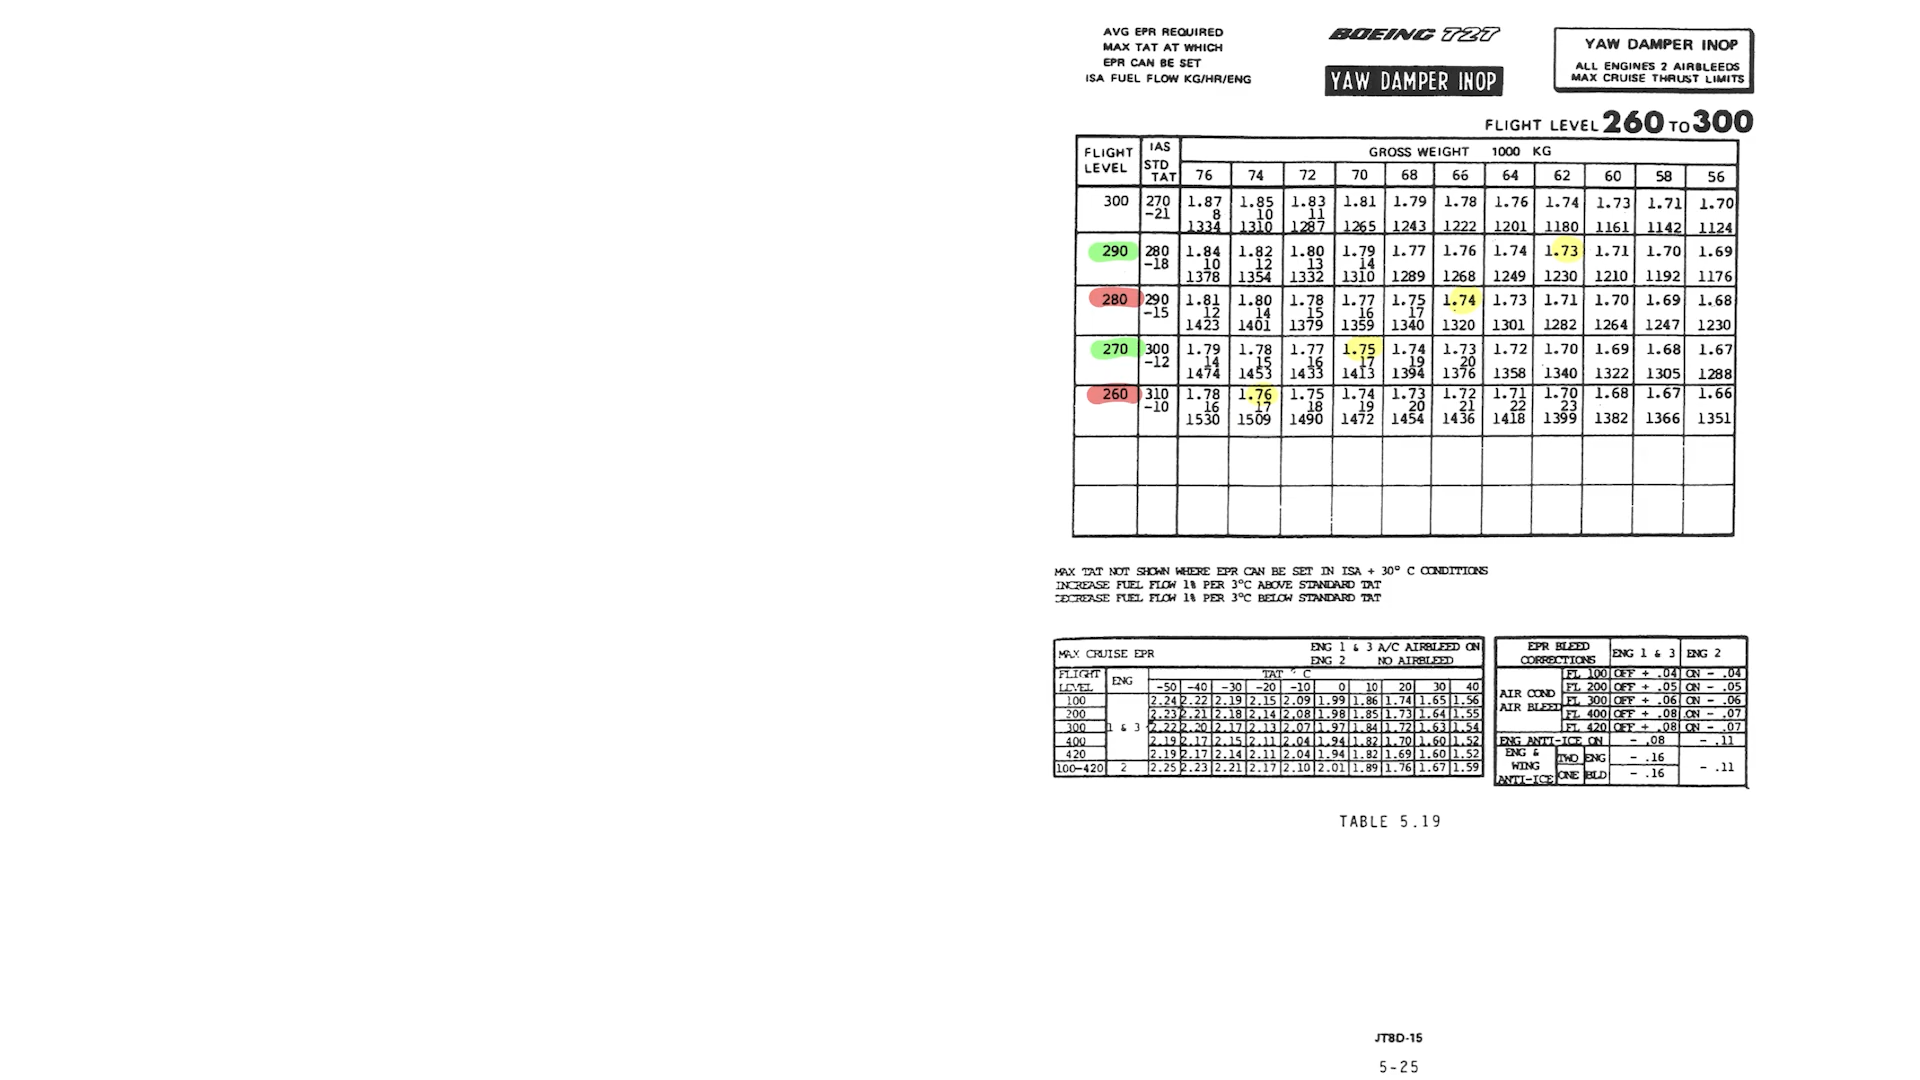 AVG EPR REQUIRED
MAX TAT AT WHICH
EPR CAN BE SET
ISA FUEL FLOW KG/HR/ENG
BOEING 727
YAW DAMPER INOP
YAW DAMPER INOP
ALL ENGINES 2 AIRBLEEDS
MAX CRUISE THRUST LIMITS
FLIGHT LEVEL 260 TO 300
FLIGHT LEVEL IAS STD TAT GROSS WEIGHT 1000 KG
76 74 72 70 68 66 64 62 60 58 56
300 270 1.87 1.85 1.83 1.81 1.79 1.78 1.76 1.74 1.73 1.71 1.70
-21 8 10 11
1334 1310 1287 1265 1243 1222 1201 1180 1161 1142 1124
290 280 1.84 1.82 1.80 1.79 1.77 1.76 1.74 1.73 1.71 1.70 1.69
-18 10 12 13 14
1378 1354 1332 1310 1289 1268 1249 1230 1210 1192 1176
280 290 1.81 1.80 1.78 1.77 1.75 1.74 1.73 1.71 1.70 1.69 1.68
-15 12 14 15 16 17
1423 1401 1379 1359 1340 1320 1301 1282 1264 1247 1230
270 300 1.79 1.78 1.77 1.75 1.74 1.73 1.72 1.70 1.69 1.68 1.67
-12 14 15 16 17 19 20
1474 1453 1433 1413 1394 1376 1358 1340 1322 1305 1288
260 310 1.78 1.76 1.75 1.74 1.73 1.72 1.71 1.70 1.68 1.67 1.66
-10 16 17 18 19 20 21 22 23
1530 1509 1490 1472 1454 1436 1418 1399 1382 1366 1351
MAX TAT NOT SHOWN WHERE EPR CAN BE SET IN ISA + 30° C CONDITIONS
INCREASE FUEL FLOW 1% PER 3°C ABOVE STANDARD TAT
DECREASE FUEL FLOW 1% PER 3°C BELOW STANDARD TAT
MAX CRUISE EPR ENG 1 & 3 A/C AIRBLEED ON
ENG 2 NO AIRBLEED
FLIGHT LEVEL ENG TAT ° C
-50 -40 -30 -20 -10 0 10 20 30 40
100 2.24 2.22 2.19 2.15 2.09 1.99 1.86 1.74 1.65 1.56
200 2.23 2.21 2.18 2.14 2.08 1.98 1.85 1.73 1.64 1.55
300 1 & 3 2.22 2.20 2.17 2.13 2.07 1.97 1.84 1.72 1.63 1.54
400 2.19 2.17 2.15 2.11 2.04 1.94 1.82 1.70 1.60 1.52
420 2.19 2.17 2.14 2.11 2.04 1.94 1.82 1.69 1.60 1.52
100-420 2 2.25 2.23 2.21 2.17 2.10 2.01 1.89 1.76 1.67 1.59
EPR BLEED CORRECTIONS ENG 1 & 3 ENG 2
AIR COND AIR BLEED
FL 100 OFF + .04 ON - .04
FL 200 OFF + .05 ON - .05
FL 300 OFF + .06 ON - .06
FL 400 OFF + .08 ON - .07
FL 420 OFF + .08 ON - .07
ENG ANTI-ICE ON - .08 - .11
ENG & WING ANTI-ICE
TWO ENG - .16
ONE BLD - .16
- .11
TABLE 5.19
JT8D-15
5-25